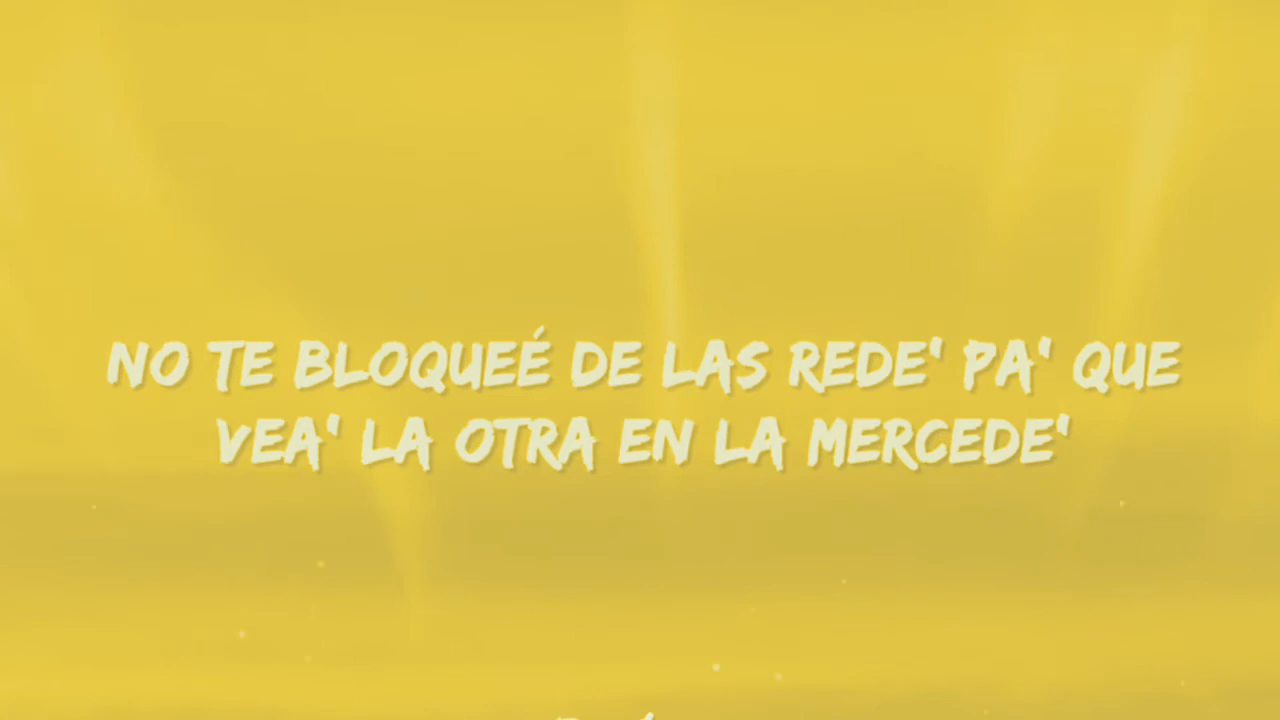 NO TE BLOQUEÉ DE LAS REDE' PA' QUE
VEA' LA OTRA EN LA MERCEDE'